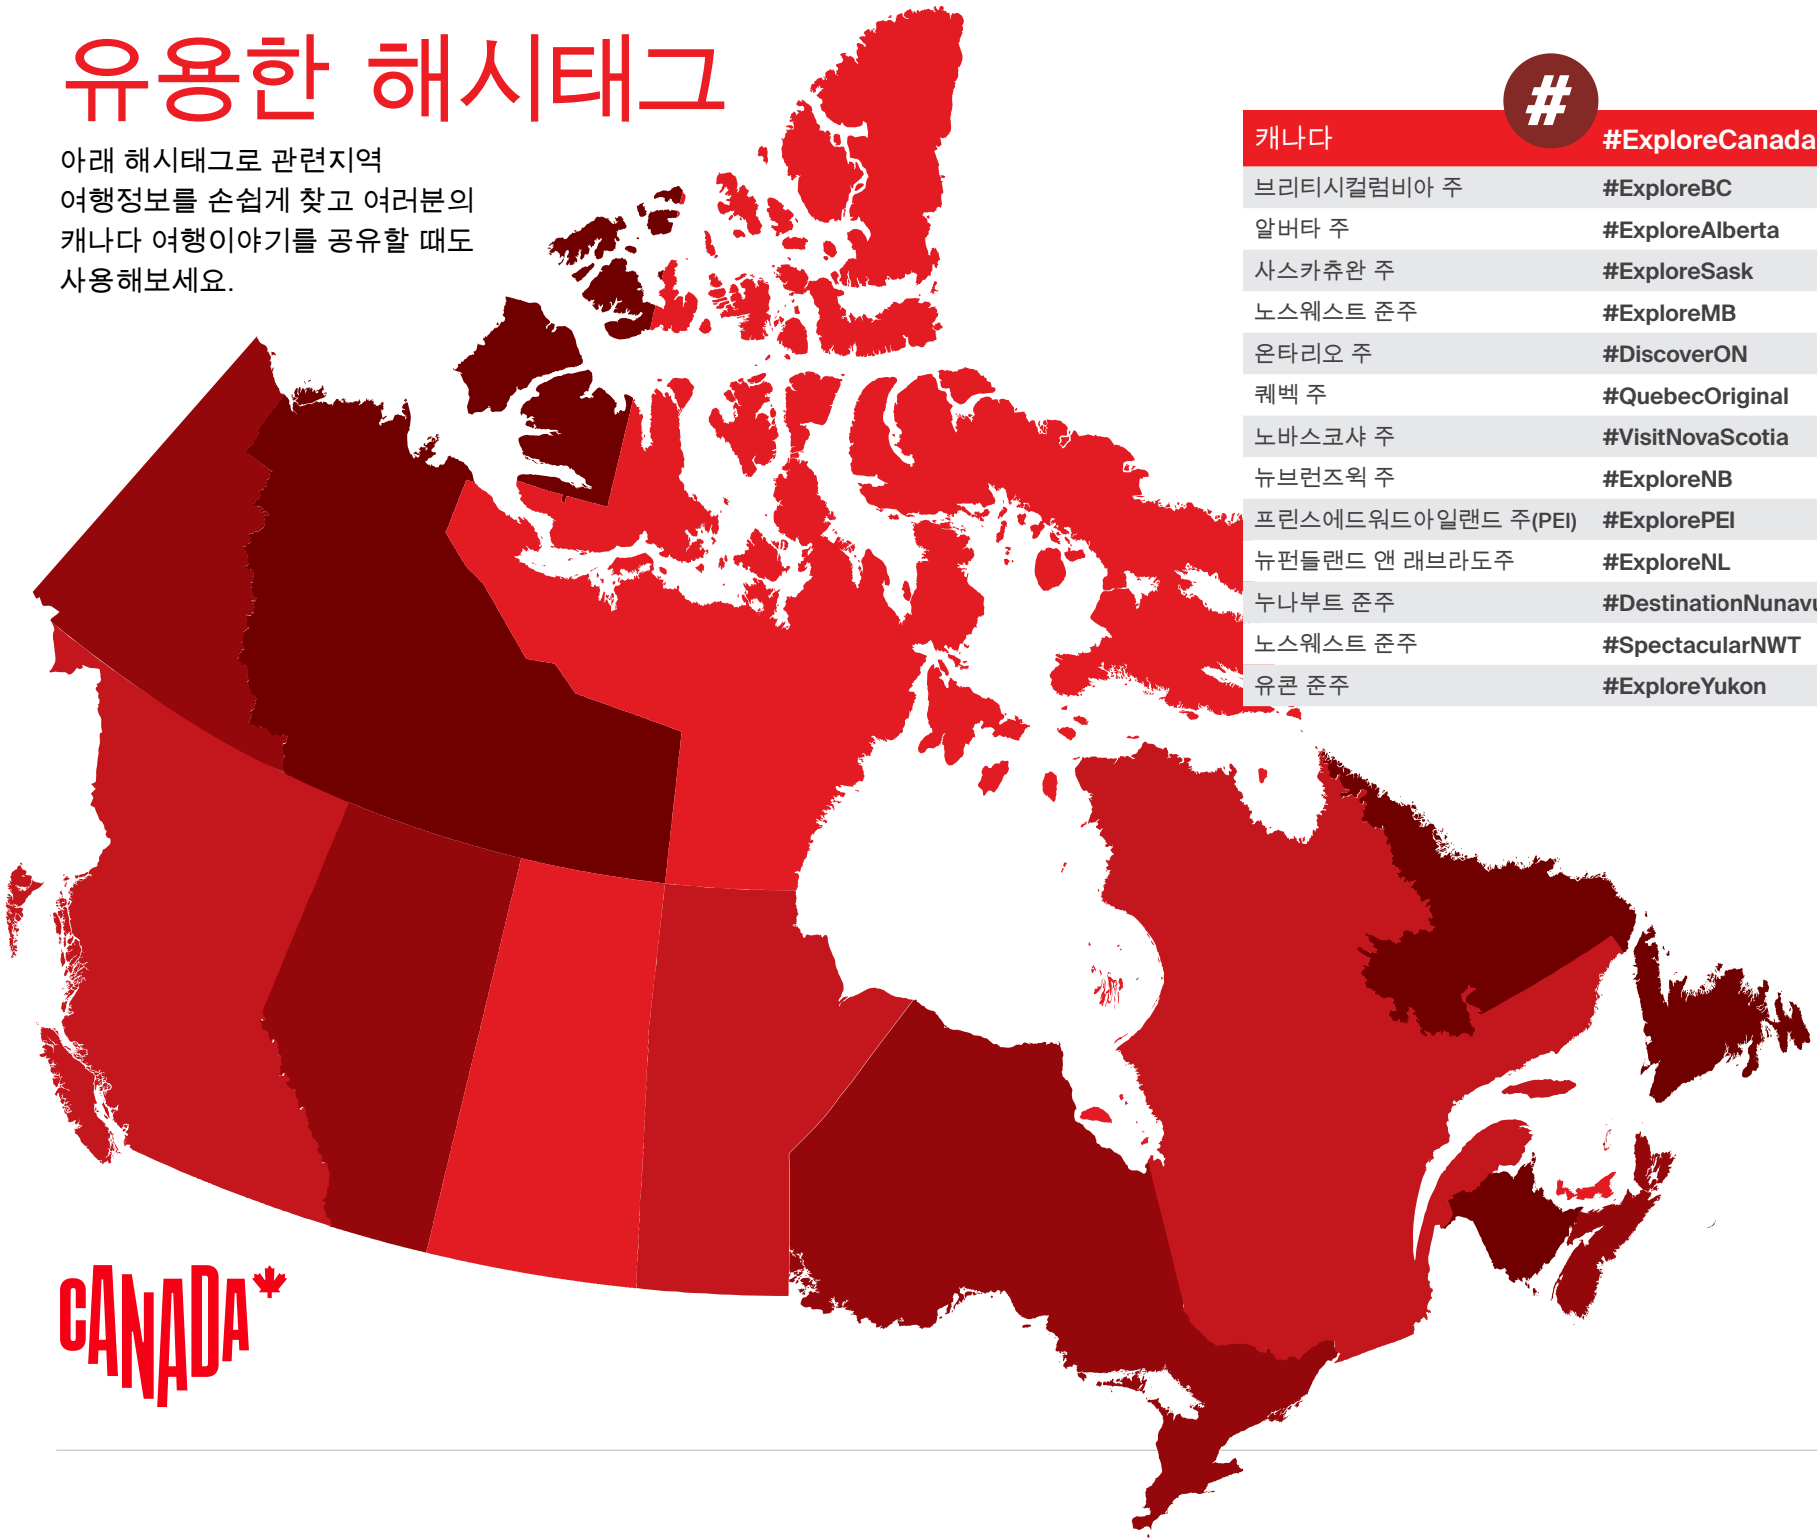 유용한 해시태그
아래 해시태그로 관련지역
여행정보를 손쉽게 찾고 여러분의
캐나다 여행이야기를 공유할 때도
사용해보세요.
#
캐나다 #ExploreCanada
브리티시컬럼비아 주 #ExploreBC
알버타 주 #ExploreAlberta
사스카츄완 주 #ExploreSask
노스웨스트 준주 #ExploreMB
온타리오 주 #DiscoverON
퀘벡 주 #QuebecOriginal
노바스코샤 주 #VisitNovaScotia
뉴브런즈윅 주 #ExploreNB
프린스에드워드아일랜드 주(PEI) #ExplorePEI
뉴펀들랜드 앤 래브라도주 #ExploreNL
누나부트 준주
노스웨스트 준주 #SpectacularNWT
유콘 준주 #ExploreYukon
CANADA